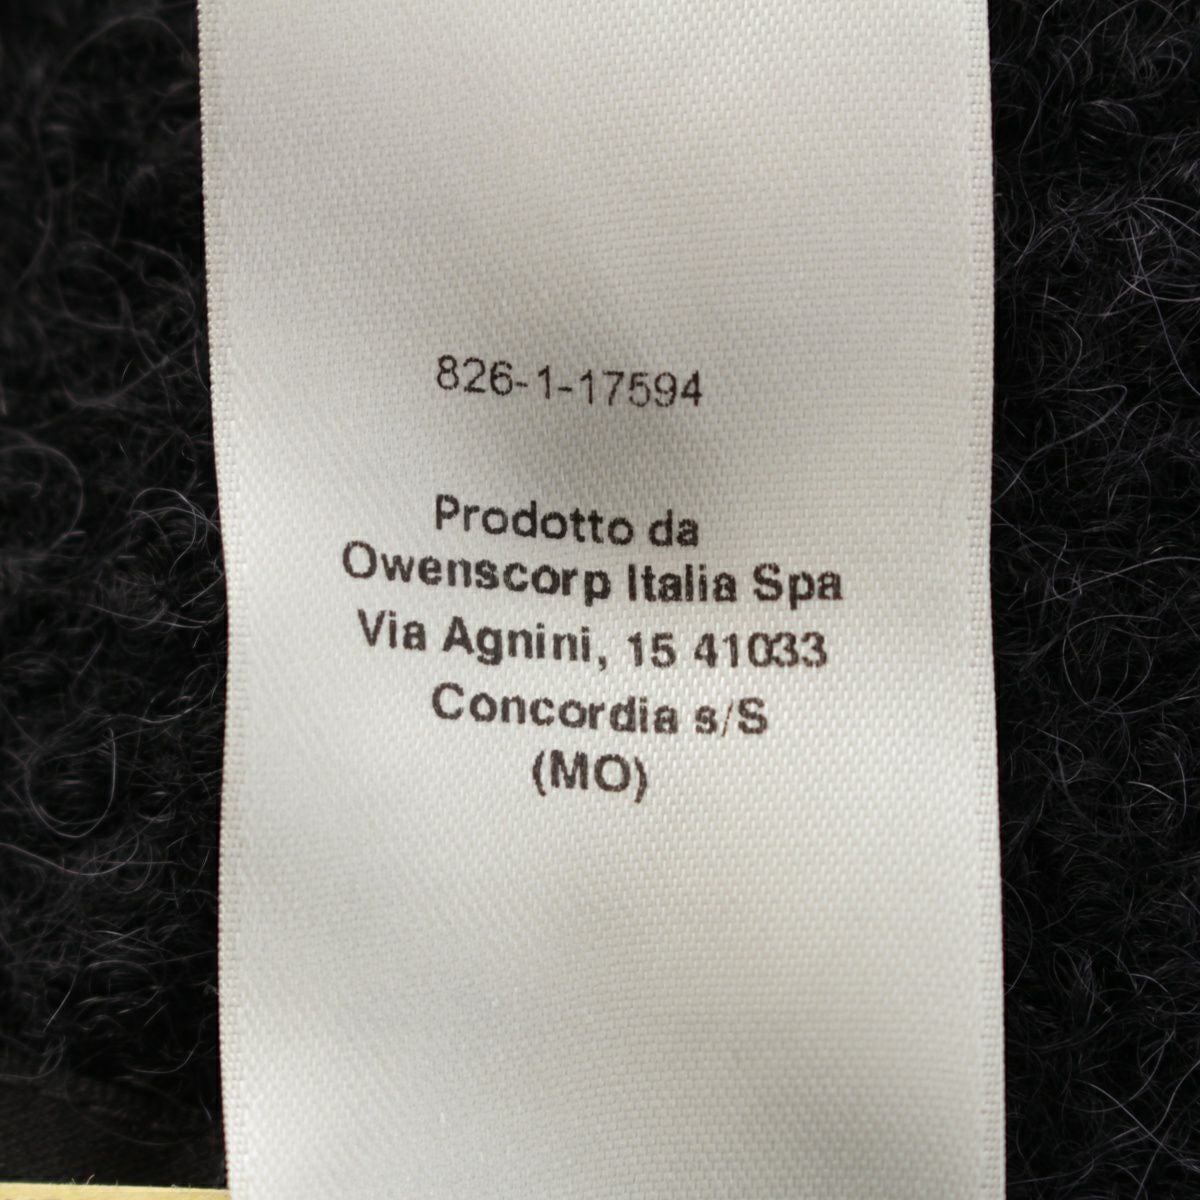 826-1-17594
Prodotto da
Owenscorp Italia Spa
Via Agnini, 15 41033
Concordia s/S
(MO)